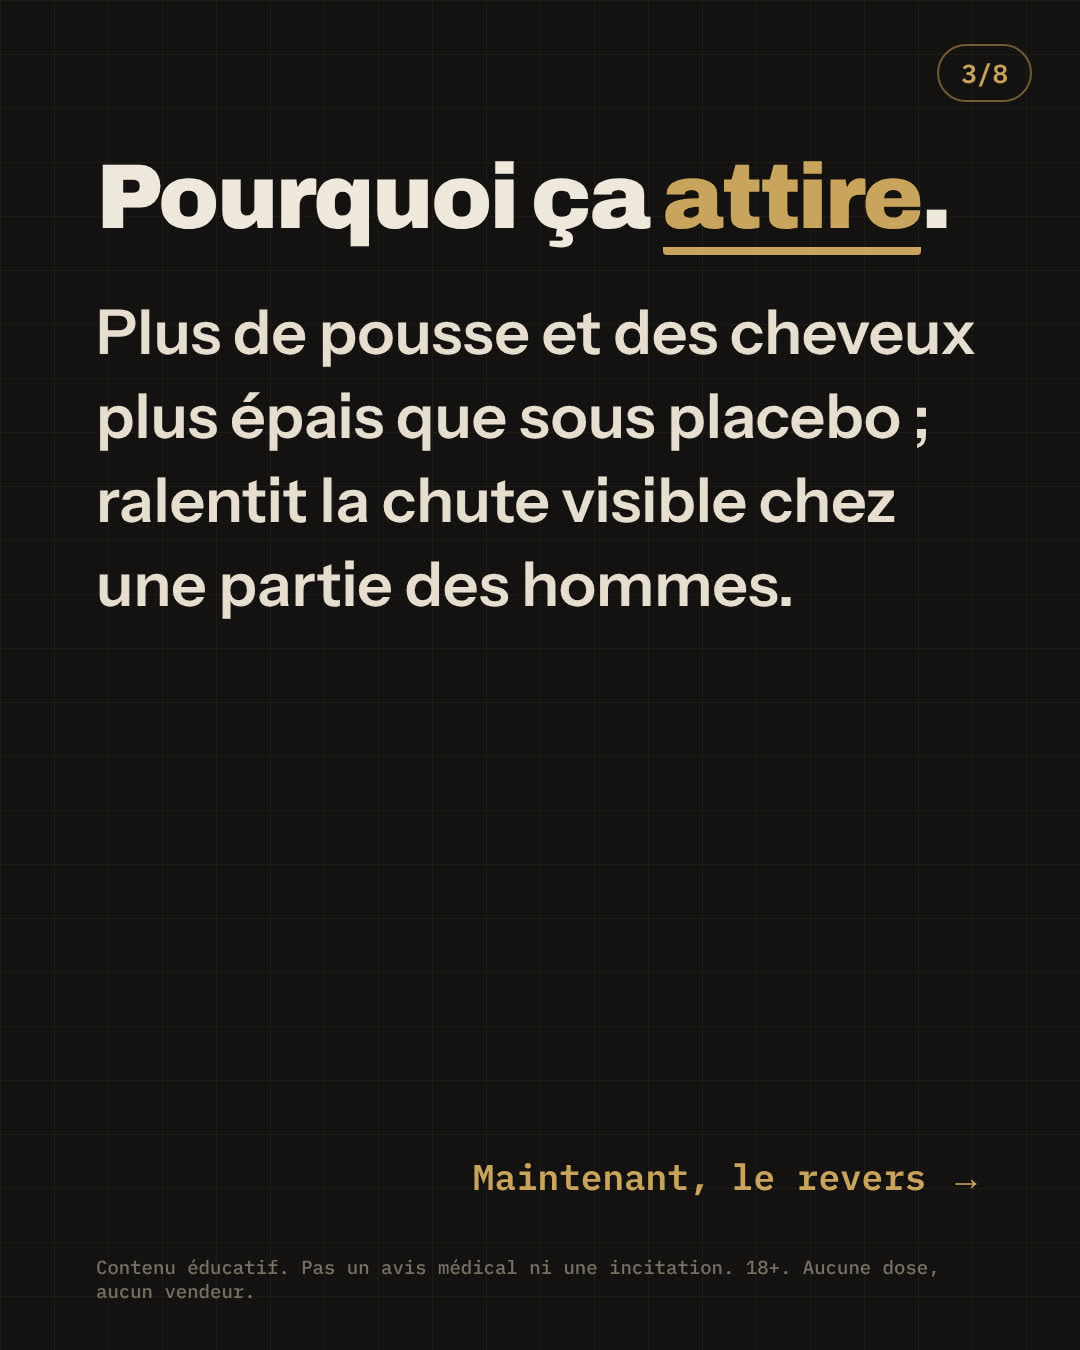 3/8
Pourquoi ça attire.
Plus de pousse et des cheveux
plus épais que sous placebo ;
ralentit la chute visible chez
une partie des hommes.
Maintenant, le revers →
Contenu éducatif. Pas un avis médical ni une incitation. 18+. Aucune dose,
aucun vendeur.